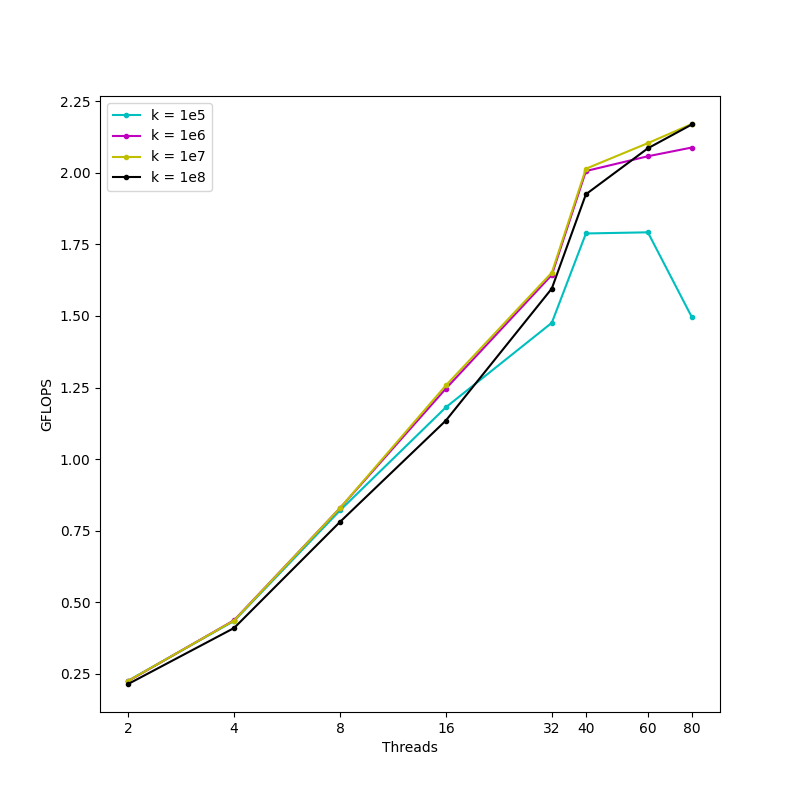 k = 1e5
k = 1e6
k = 1e7
k = 1e8
2.25
2.00
1.75
1.50
1.25
1.00
0.75
0.50
0.25
GFLOPS
2 4 8 16 32 40 60 80
Threads